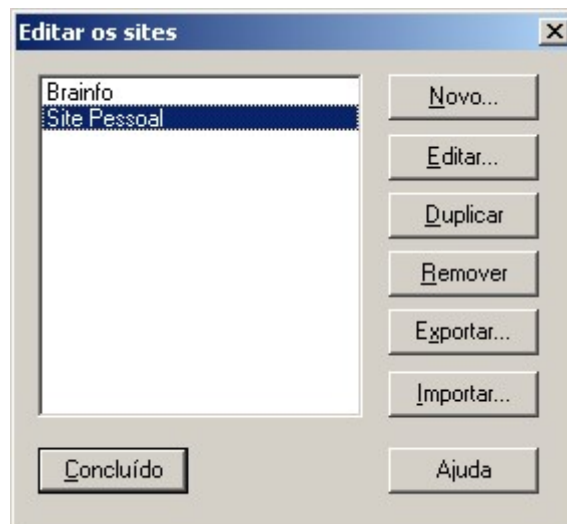 Editar os sites
Brainfo
Site Pessoal
Novo...
Editar...
Duplicar
Remover
Exportar...
Importar...
Concluído
Ajuda